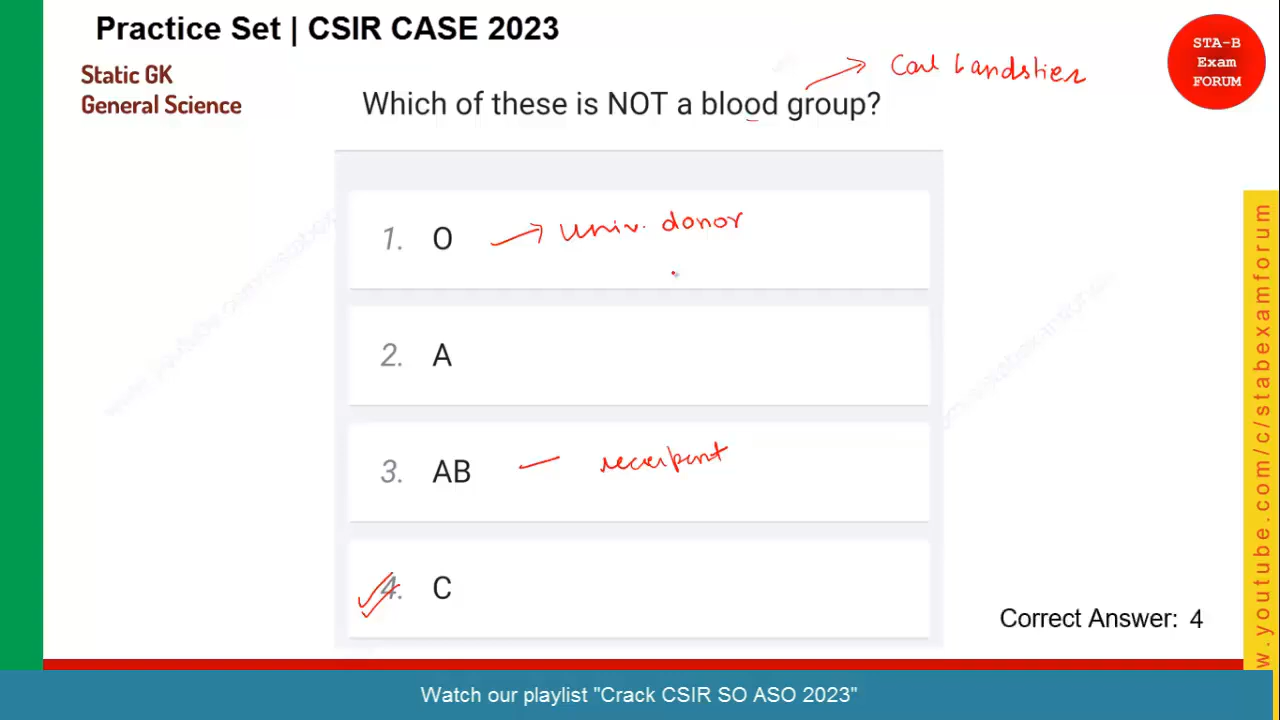 Practice Set | CSIR CASE 2023
STA-B
Exam
FORUM
Static GK
General Science
Carl Landstier
Which of these is NOT a blood group?
1. O
univ. donor
2. A
3. AB
4. C
Correct Answer: 4
w.youtube.com/c/stabexamforum
Watch our playlist "Crack CSIR SO ASO 2023"